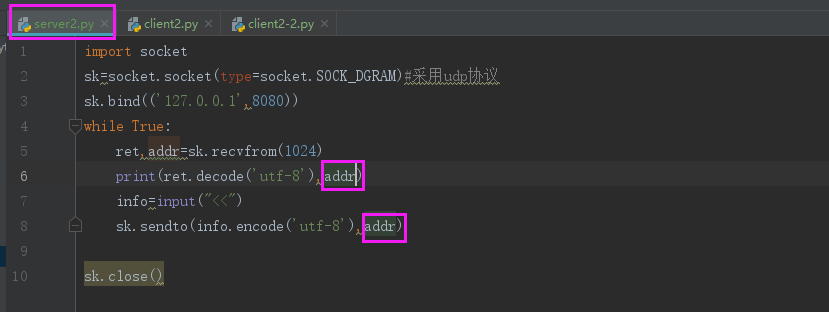 server2.py client2.py client2-2.py
1 import socket
2 sk=socket.socket(type=socket.SOCK_DGRAM)#采用udp协议
3 sk.bind(('127.0.0.1',8080))
4 while True:
5 ret,addr=sk.recvfrom(1024)
6 print(ret.decode('utf-8'),addr)
7 info=input("<<")
8 sk.sendto(info.encode('utf-8'),addr)
9
10 sk.close()